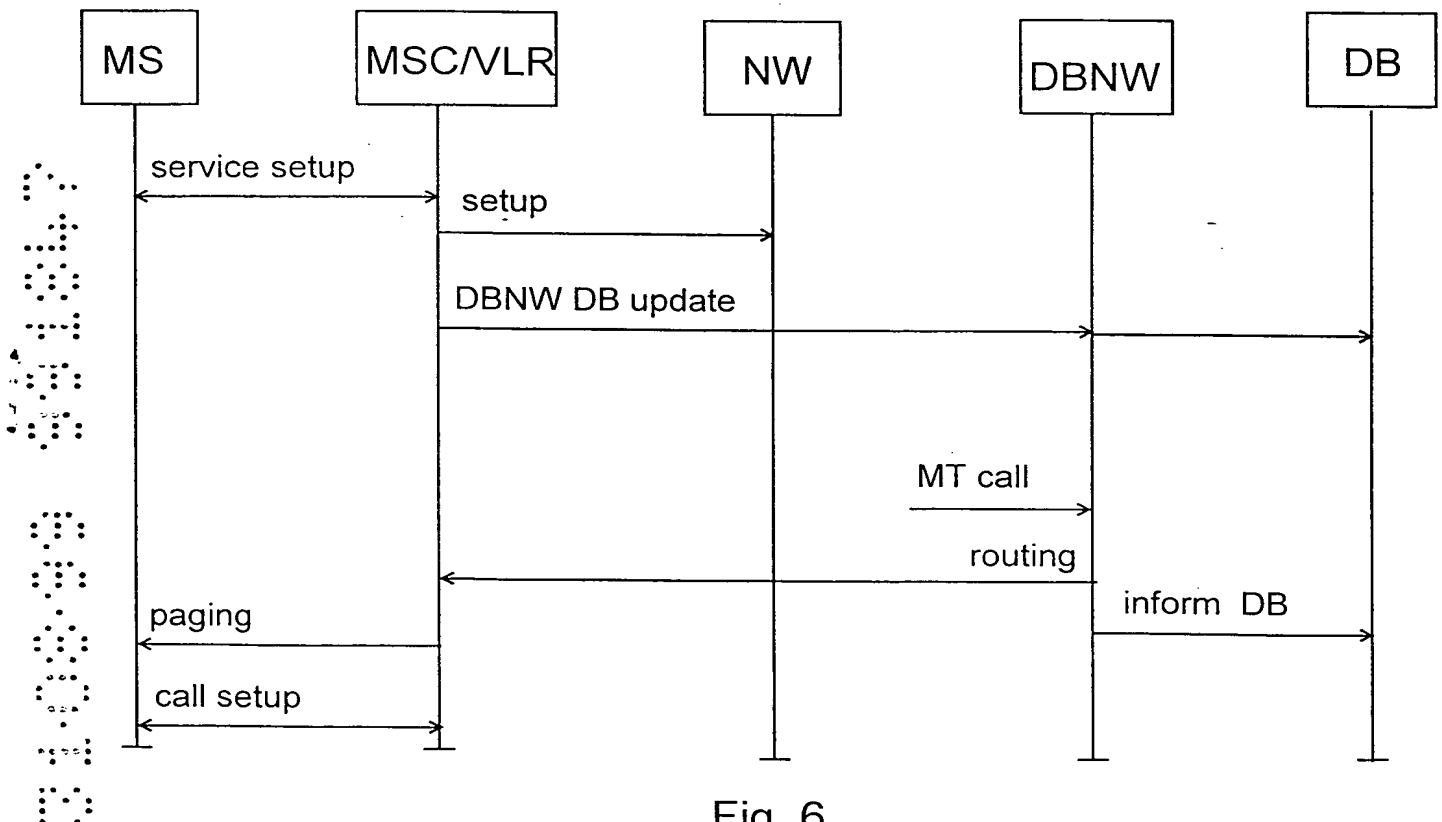 MS
MSC/VLR
NW
DBNW
DB
service setup
setup
DBNW DB update
MT call
routing
inform DB
paging
call setup
Fig. 6